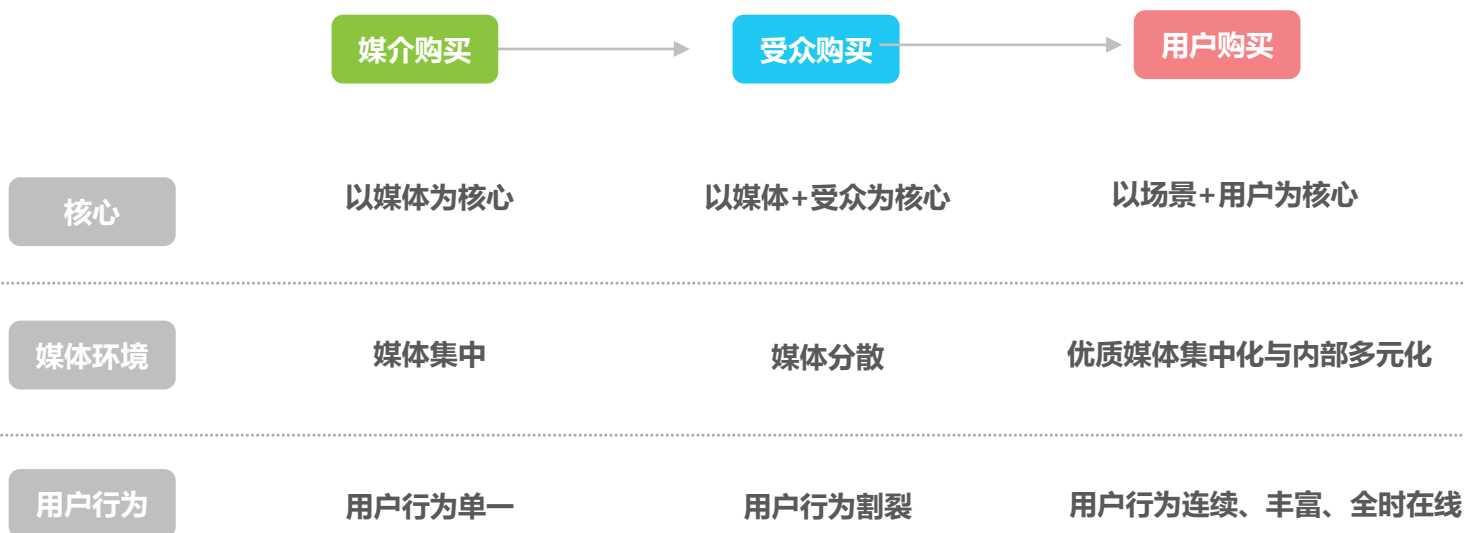 媒介购买 受众购买 用户购买
核心 以媒体为核心 以媒体+受众为核心 以场景+用户为核心
媒体环境 媒体集中 媒体分散 优质媒体集中化与内部多元化
用户行为 用户行为单一 用户行为割裂 用户行为连续、丰富、全时在线